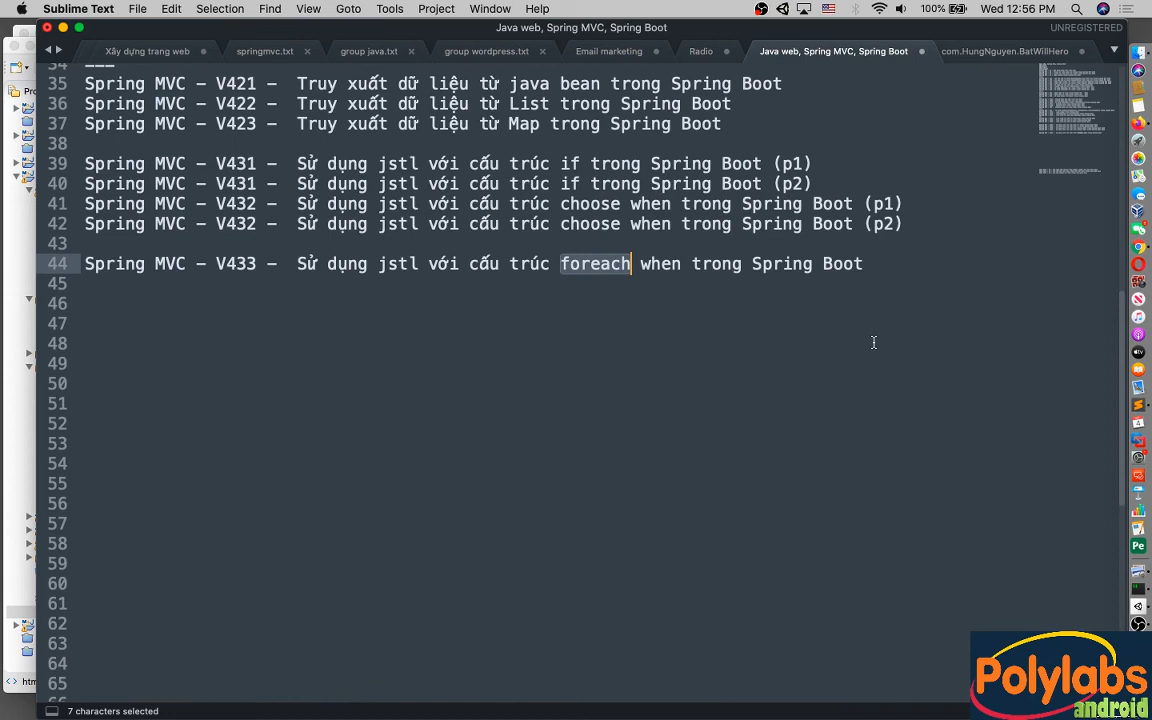 Sublime Text File Edit Selection Find View Goto Tools Project Window Help 100% Wed 12:56 PM
Java web, Spring MVC, Spring Boot UNREGISTERED
Xây dựng trang web springmvc.txt group java.txt group wordpress.txt Email marketing Radio Java web, Spring MVC, Spring Boot com.HungNguyen.BatWillHero
34 ===
35 Spring MVC – V421 – Truy xuất dữ liệu từ java bean trong Spring Boot
36 Spring MVC – V422 – Truy xuất dữ liệu từ List trong Spring Boot
37 Spring MVC – V423 – Truy xuất dữ liệu từ Map trong Spring Boot
38
39 Spring MVC – V431 – Sử dụng jstl với cấu trúc if trong Spring Boot (p1)
40 Spring MVC – V431 – Sử dụng jstl với cấu trúc if trong Spring Boot (p2)
41 Spring MVC – V432 – Sử dụng jstl với cấu trúc choose when trong Spring Boot (p1)
42 Spring MVC – V432 – Sử dụng jstl với cấu trúc choose when trong Spring Boot (p2)
43
44 Spring MVC – V433 – Sử dụng jstl với cấu trúc foreach when trong Spring Boot
45
46
47
48
49
50
51
52
53
54
55
56
57
58
59
60
61
62
63
64
65
7 characters selected
Polylabs
android